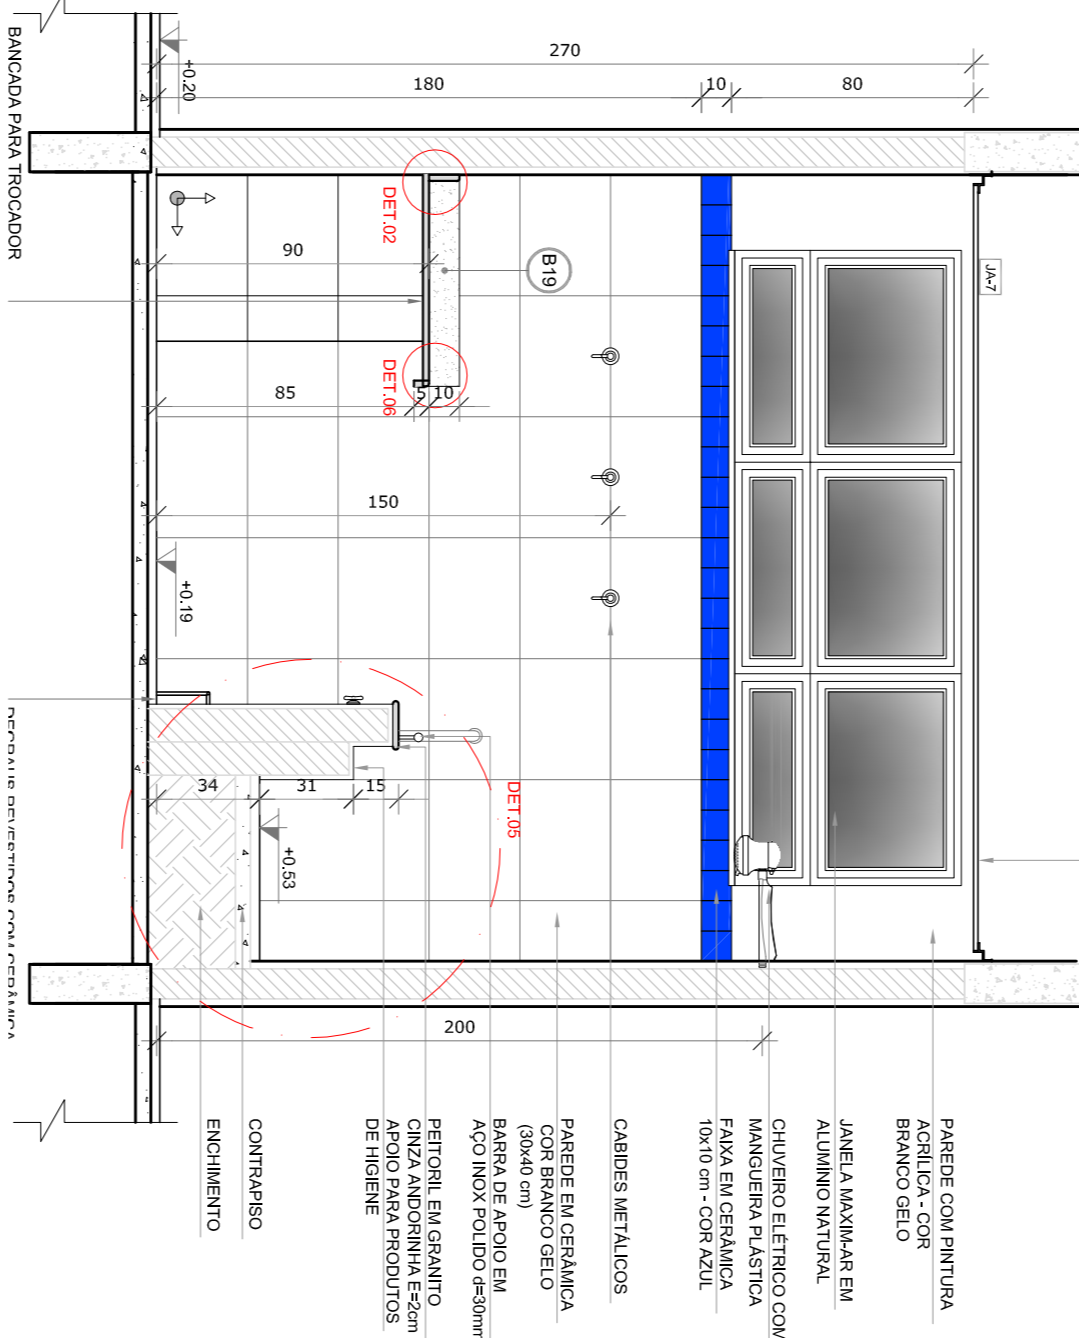 270
180
10
80
+0.20
BANCADA PARA TROCADOR
DET.02
90
B19
JA-7
DET.06
85
5
10
150
+0.19
34
31
15
+0.53
DET.05
200
DEGRAUS REVESTIDOS COM CERÂMICA
PAREDE COM PINTURA
ACRÍLICA - COR
BRANCO GELO
JANELA MAXIM-AR EM
ALUMÍNIO NATURAL
CHUVEIRO ELÉTRICO COM
MANGUEIRA PLÁSTICA
FAIXA EM CERÂMICA
10x10 cm - COR AZUL
CABIDES METÁLICOS
PAREDE EM CERÂMICA
COR BRANCO GELO
(30x40 cm)
BARRA DE APOIO EM
AÇO INOX POLIDO d=30mm
PEITORIL EM GRANITO
CINZA ANDORINHA E=2cm
APOIO PARA PRODUTOS
DE HIGIENE
CONTRAPISO
ENCHIMENTO